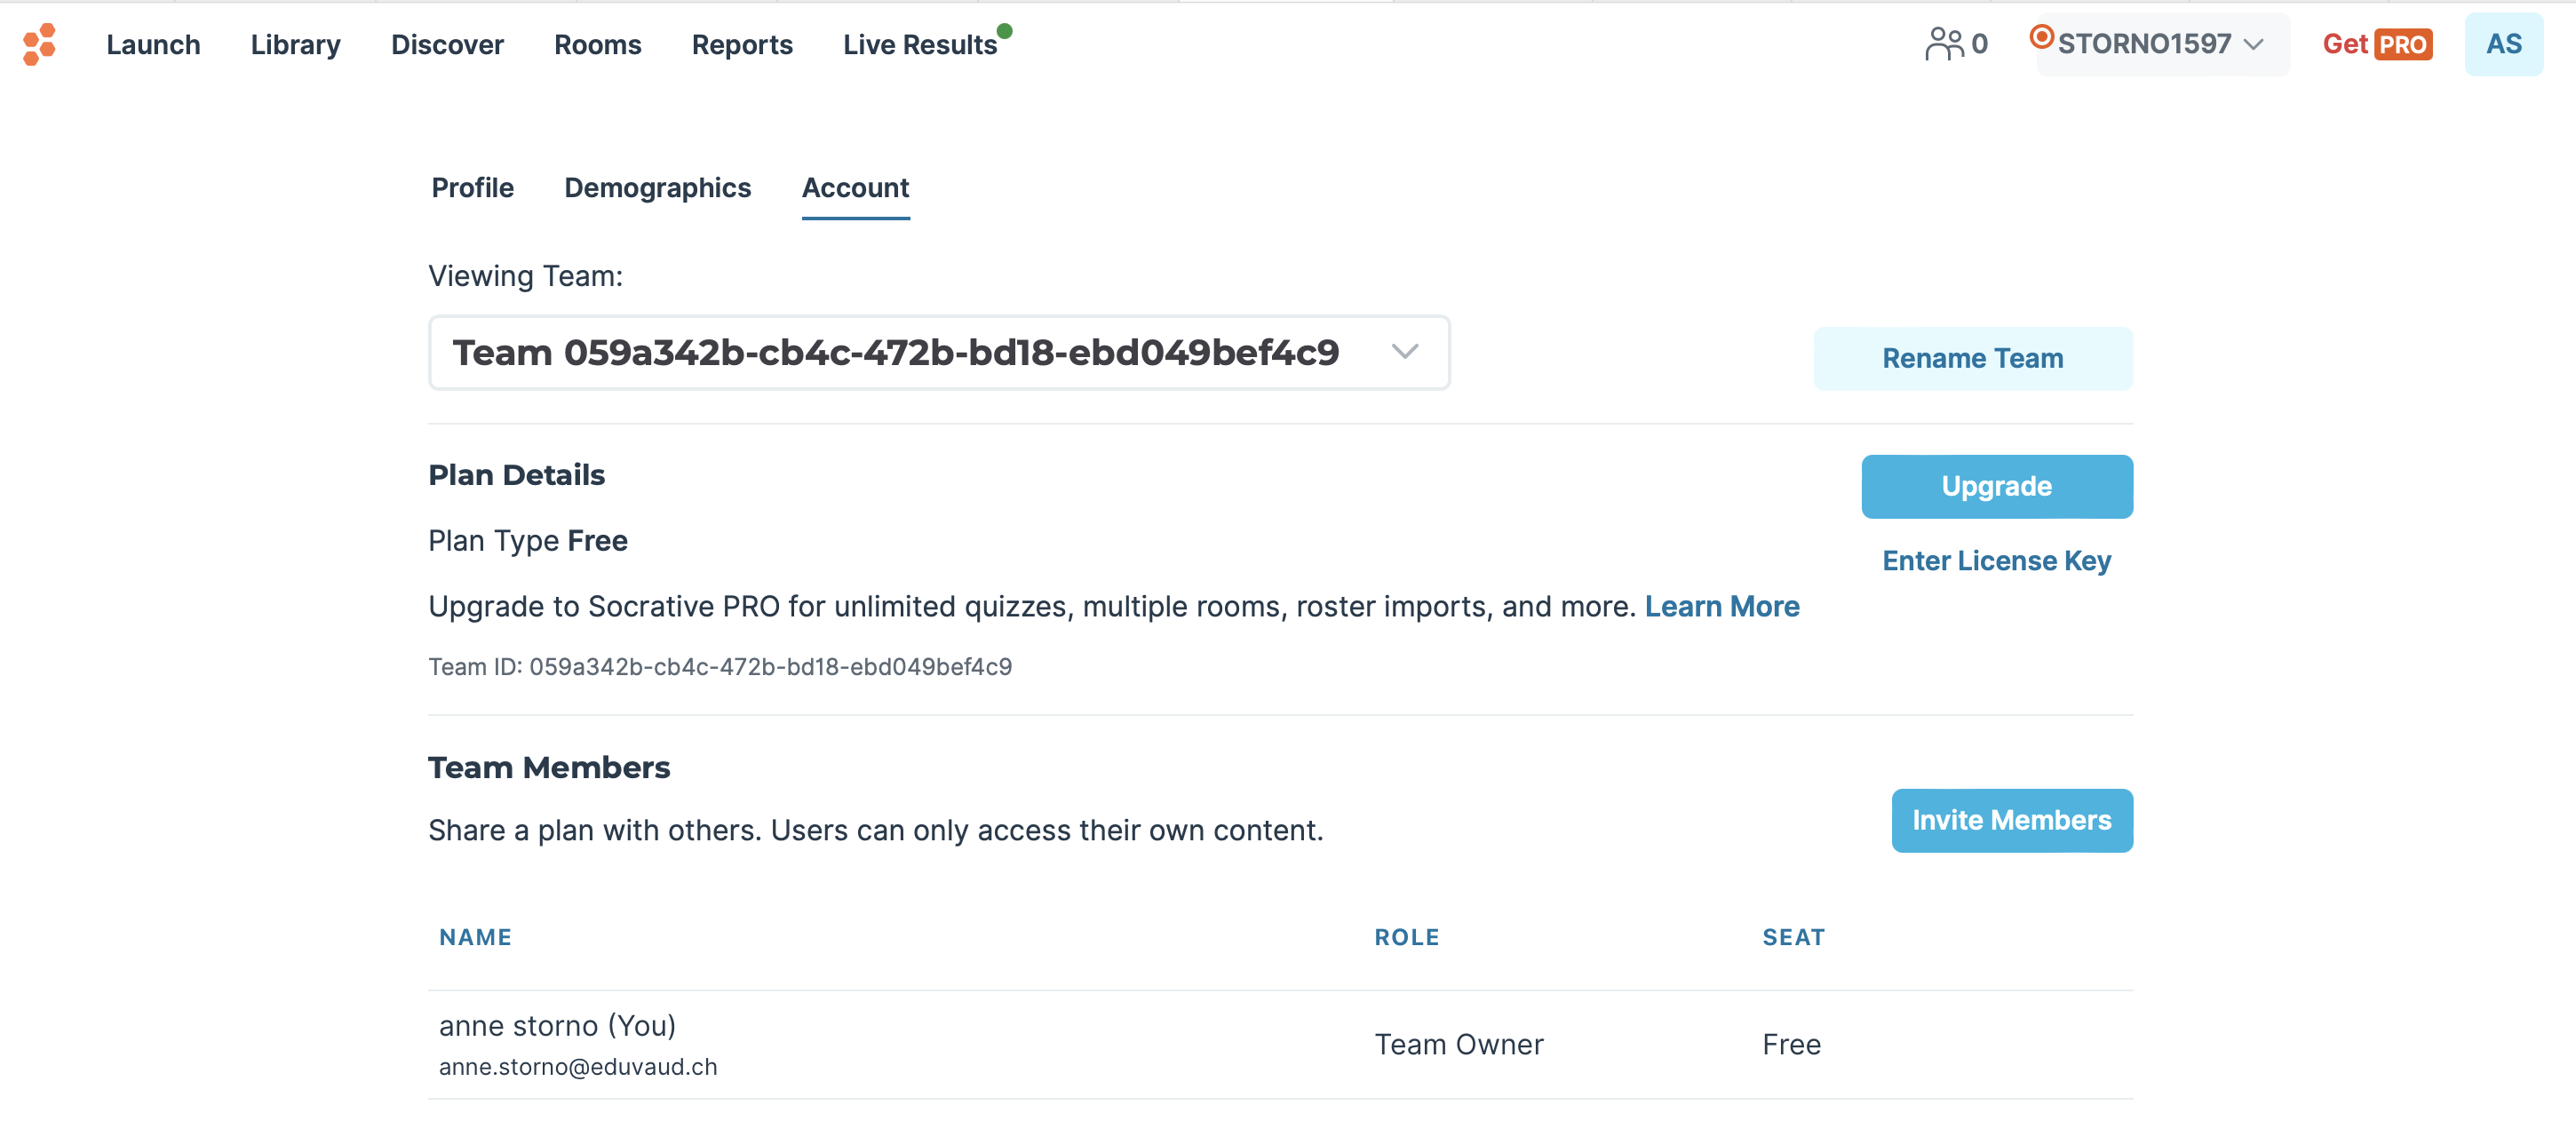 Launch Library Discover Rooms Reports Live Results 0 STORNO1597 Get PRO AS
Profile Demographics Account
Viewing Team:
Team 059a342b-cb4c-472b-bd18-ebd049bef4c9
Rename Team
Plan Details
Upgrade
Plan Type Free
Enter License Key
Upgrade to Socrative PRO for unlimited quizzes, multiple rooms, roster imports, and more. Learn More
Team ID: 059a342b-cb4c-472b-bd18-ebd049bef4c9
Team Members
Share a plan with others. Users can only access their own content.
Invite Members
NAME ROLE SEAT
anne storno (You)
Team Owner Free
anne.storno@eduvaud.ch